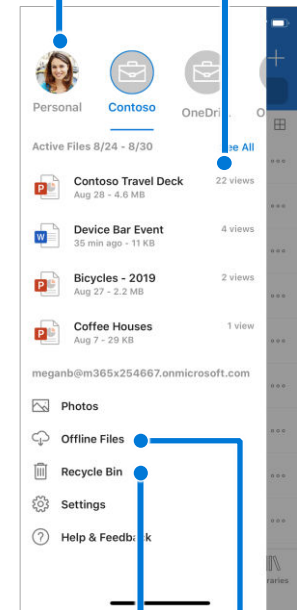 Personal
Contoso
OneDri...
O
Active Files 8/24 - 8/30
ee All
Contoso Travel Deck
22 views
Aug 28 - 4.6 MB
Device Bar Event
4 views
35 min ago - 11 KB
Bicycles - 2019
2 views
Aug 27 - 2.2 MB
Coffee Houses
1 view
Aug 7 - 29 KB
meganb@m365x254667.onmicrosoft.com
Photos
Offline Files
Recycle Bin
Settings
Help & Feedback
raries